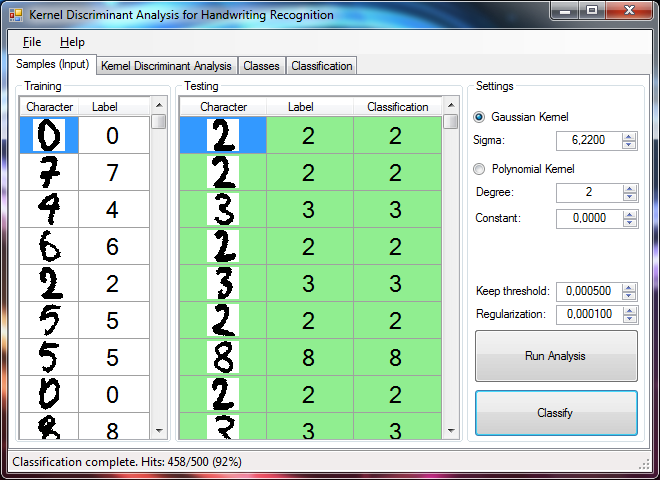 Kernel Discriminant Analysis for Handwriting Recognition
File Help
Samples (Input) Kernel Discriminant Analysis Classes Classification
Training
Character Label
0 0
7 7
4 4
6 6
2 2
5 5
5 5
0 0
8 8
Testing
Character Label Classification
2 2 2
2 2 2
3 3 3
2 2 2
3 3 3
2 2 2
8 8 8
2 2 2
3 3 3
Settings
Gaussian Kernel
Sigma: 6,2200
Polynomial Kernel
Degree: 2
Constant: 0,0000
Keep threshold: 0,000500
Regularization: 0,000100
Run Analysis
Classify
Classification complete. Hits: 458/500 (92%)